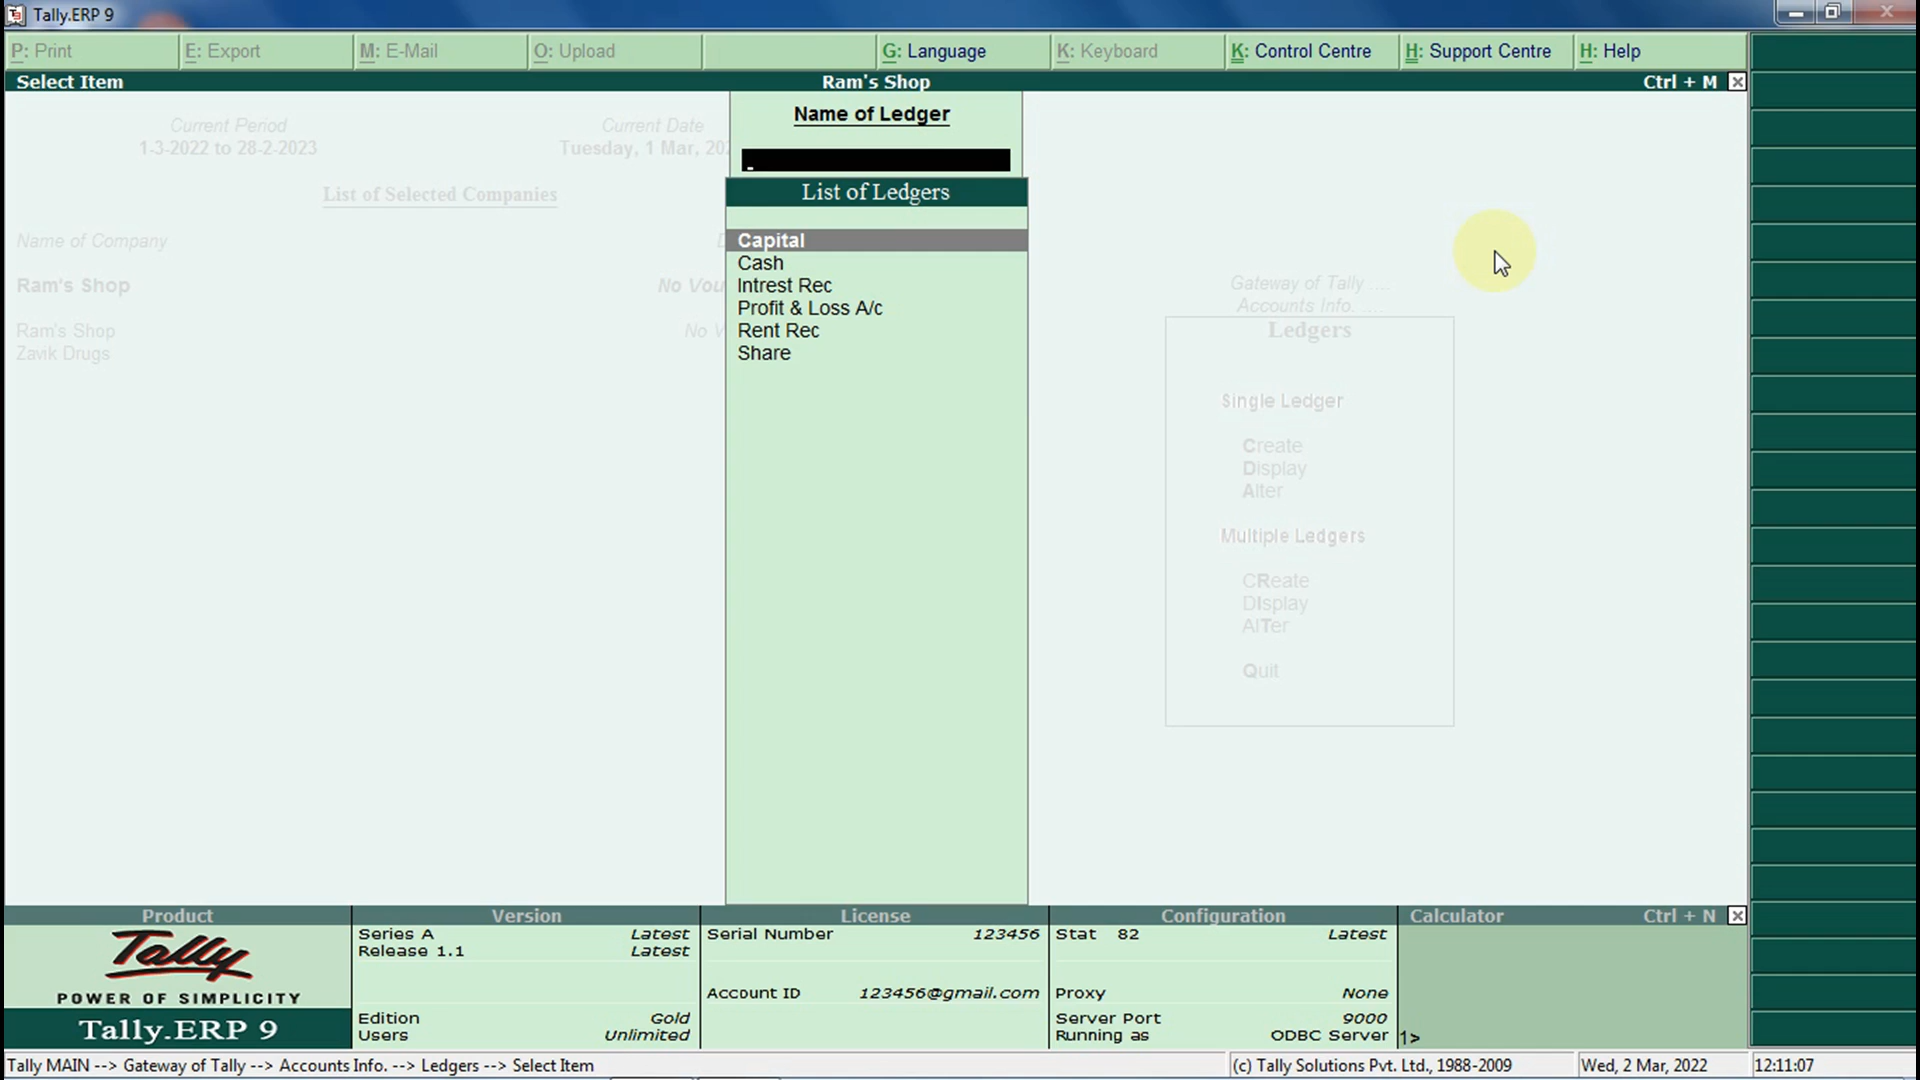 Tally.ERP 9
P: Print E: Export M: E-Mail O: Upload G: Language K: Keyboard K: Control Centre H: Support Centre H: Help
Select Item Ram's Shop Ctrl + M
Name of Ledger
Current Period Current Date
1-3-2022 to 28-2-2023 Tuesday, 1 Mar,
List of Selected Companies
List of Ledgers
Name of Company
Capital
Cash
Ram's Shop
Intrest Rec
Profit & Loss A/c
Ram's Shop
Rent Rec
Zavik Drugs
Share
Gateway of Tally ....
Accounts Info. ....
Ledgers
Single Ledger
Create
Display
Alter
Multiple Ledgers
CReate
DIsplay
AlTer
Quit
Product Version License Configuration Calculator Ctrl + N
Tally
POWER OF SIMPLICITY
Tally.ERP 9
Series A Latest
Release 1.1 Latest
Edition Gold
Users Unlimited
Serial Number 123456
Account ID 123456@gmail.com
Stat 82 Latest
Proxy None
Server Port 9000
Running as ODBC Server
1>
Tally MAIN --> Gateway of Tally --> Accounts Info. --> Ledgers --> Select Item (c) Tally Solutions Pvt. Ltd., 1988-2009 Wed, 2 Mar, 2022 12:11:07